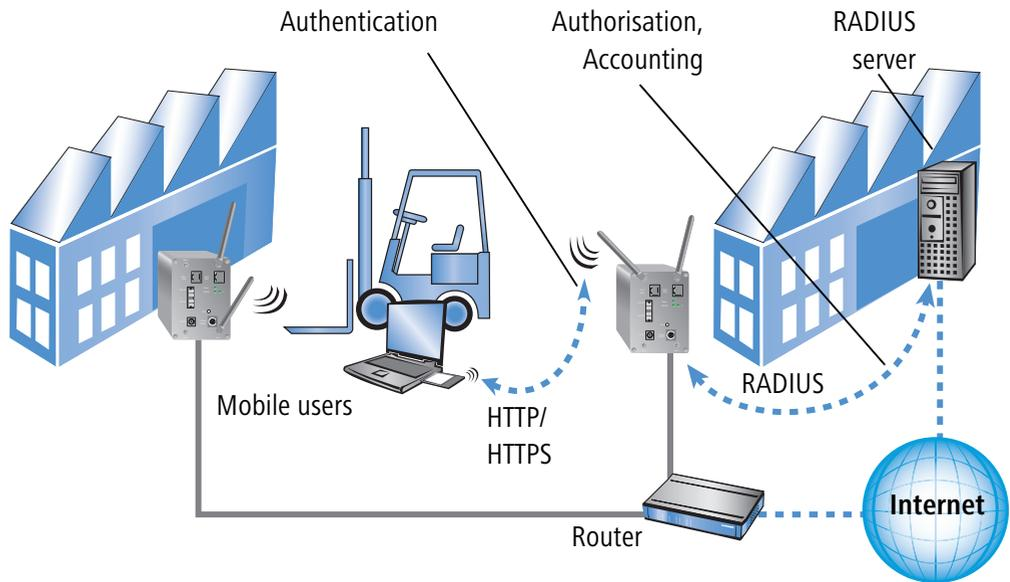 Authentication
Authorisation,
Accounting
RADIUS
server
RADIUS
Mobile users
HTTP/
HTTPS
Internet
Router